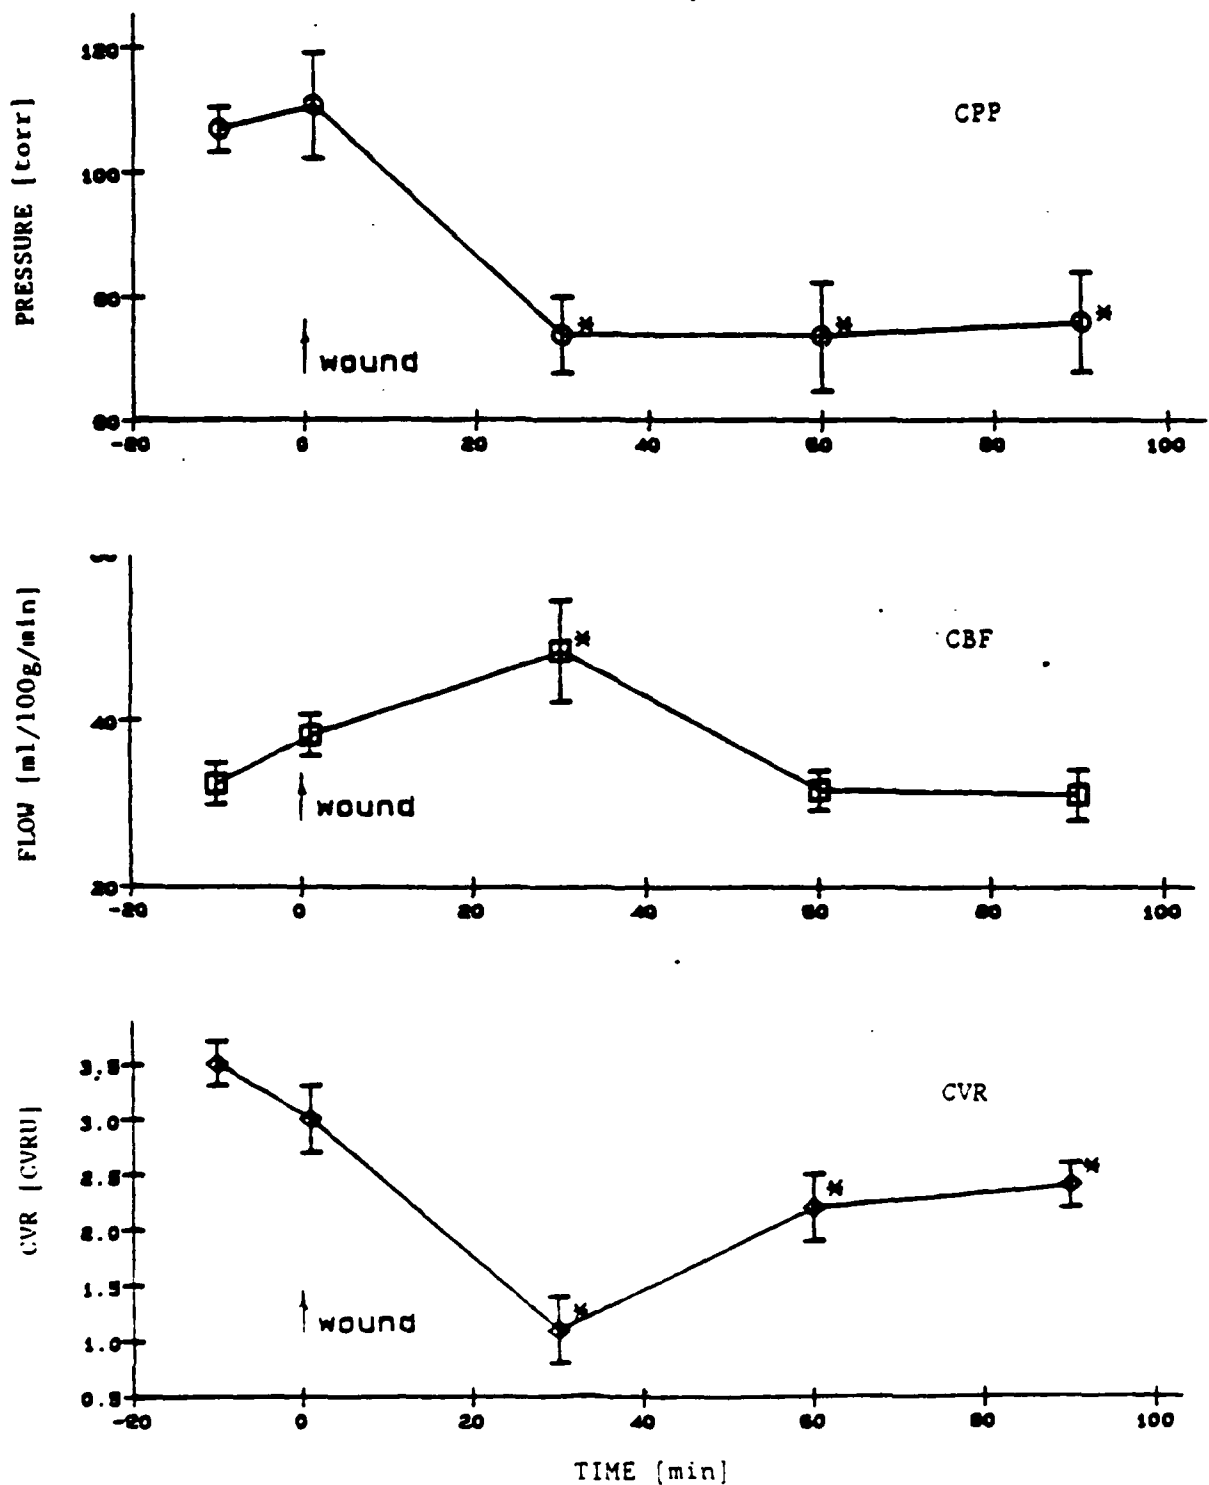 120
PRESSURE [torr]
CPP
100
80
* * *
wound
60
-20 0 20 40 60 80 100
FLOW [ml/100g/min]
CBF
*
40
wound
20
-20 0 20 40 60 80 100
CVR [CVRU]
3.5
CVR
3.0
2.5
* *
2.0
1.5
*
wound
1.0
0.5
-20 0 20 40 60 80 100
TIME [min]